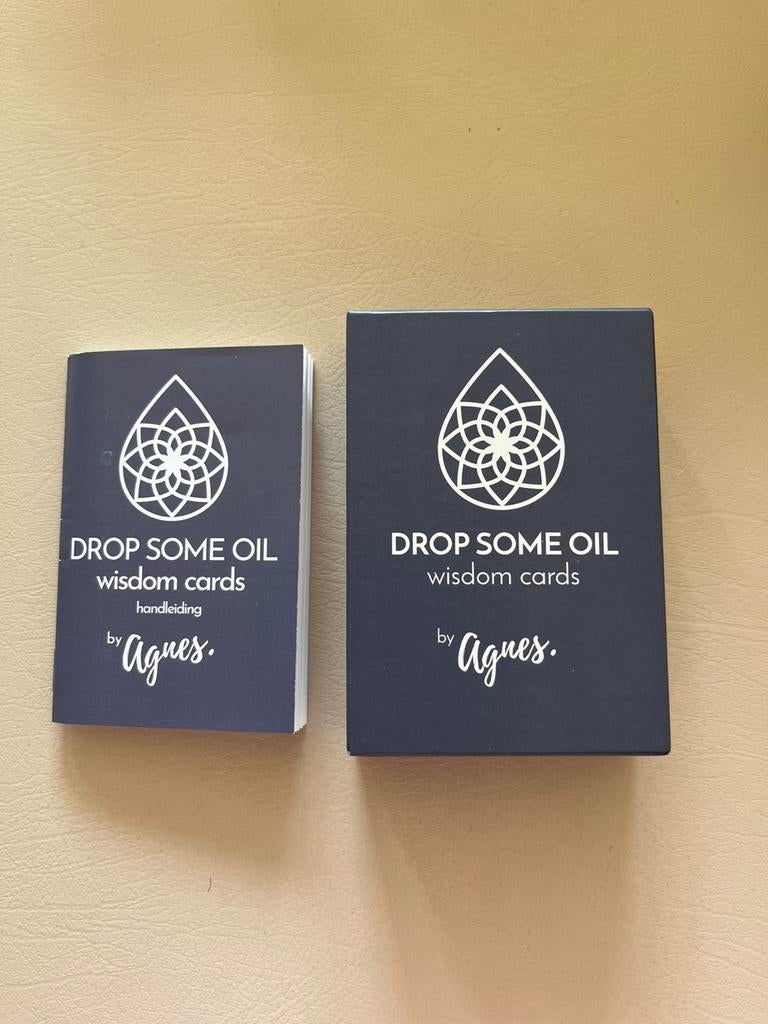 DROP SOME OIL
wisdom cards
handleiding
by Agnes.
DROP SOME OIL
wisdom cards
by Agnes.